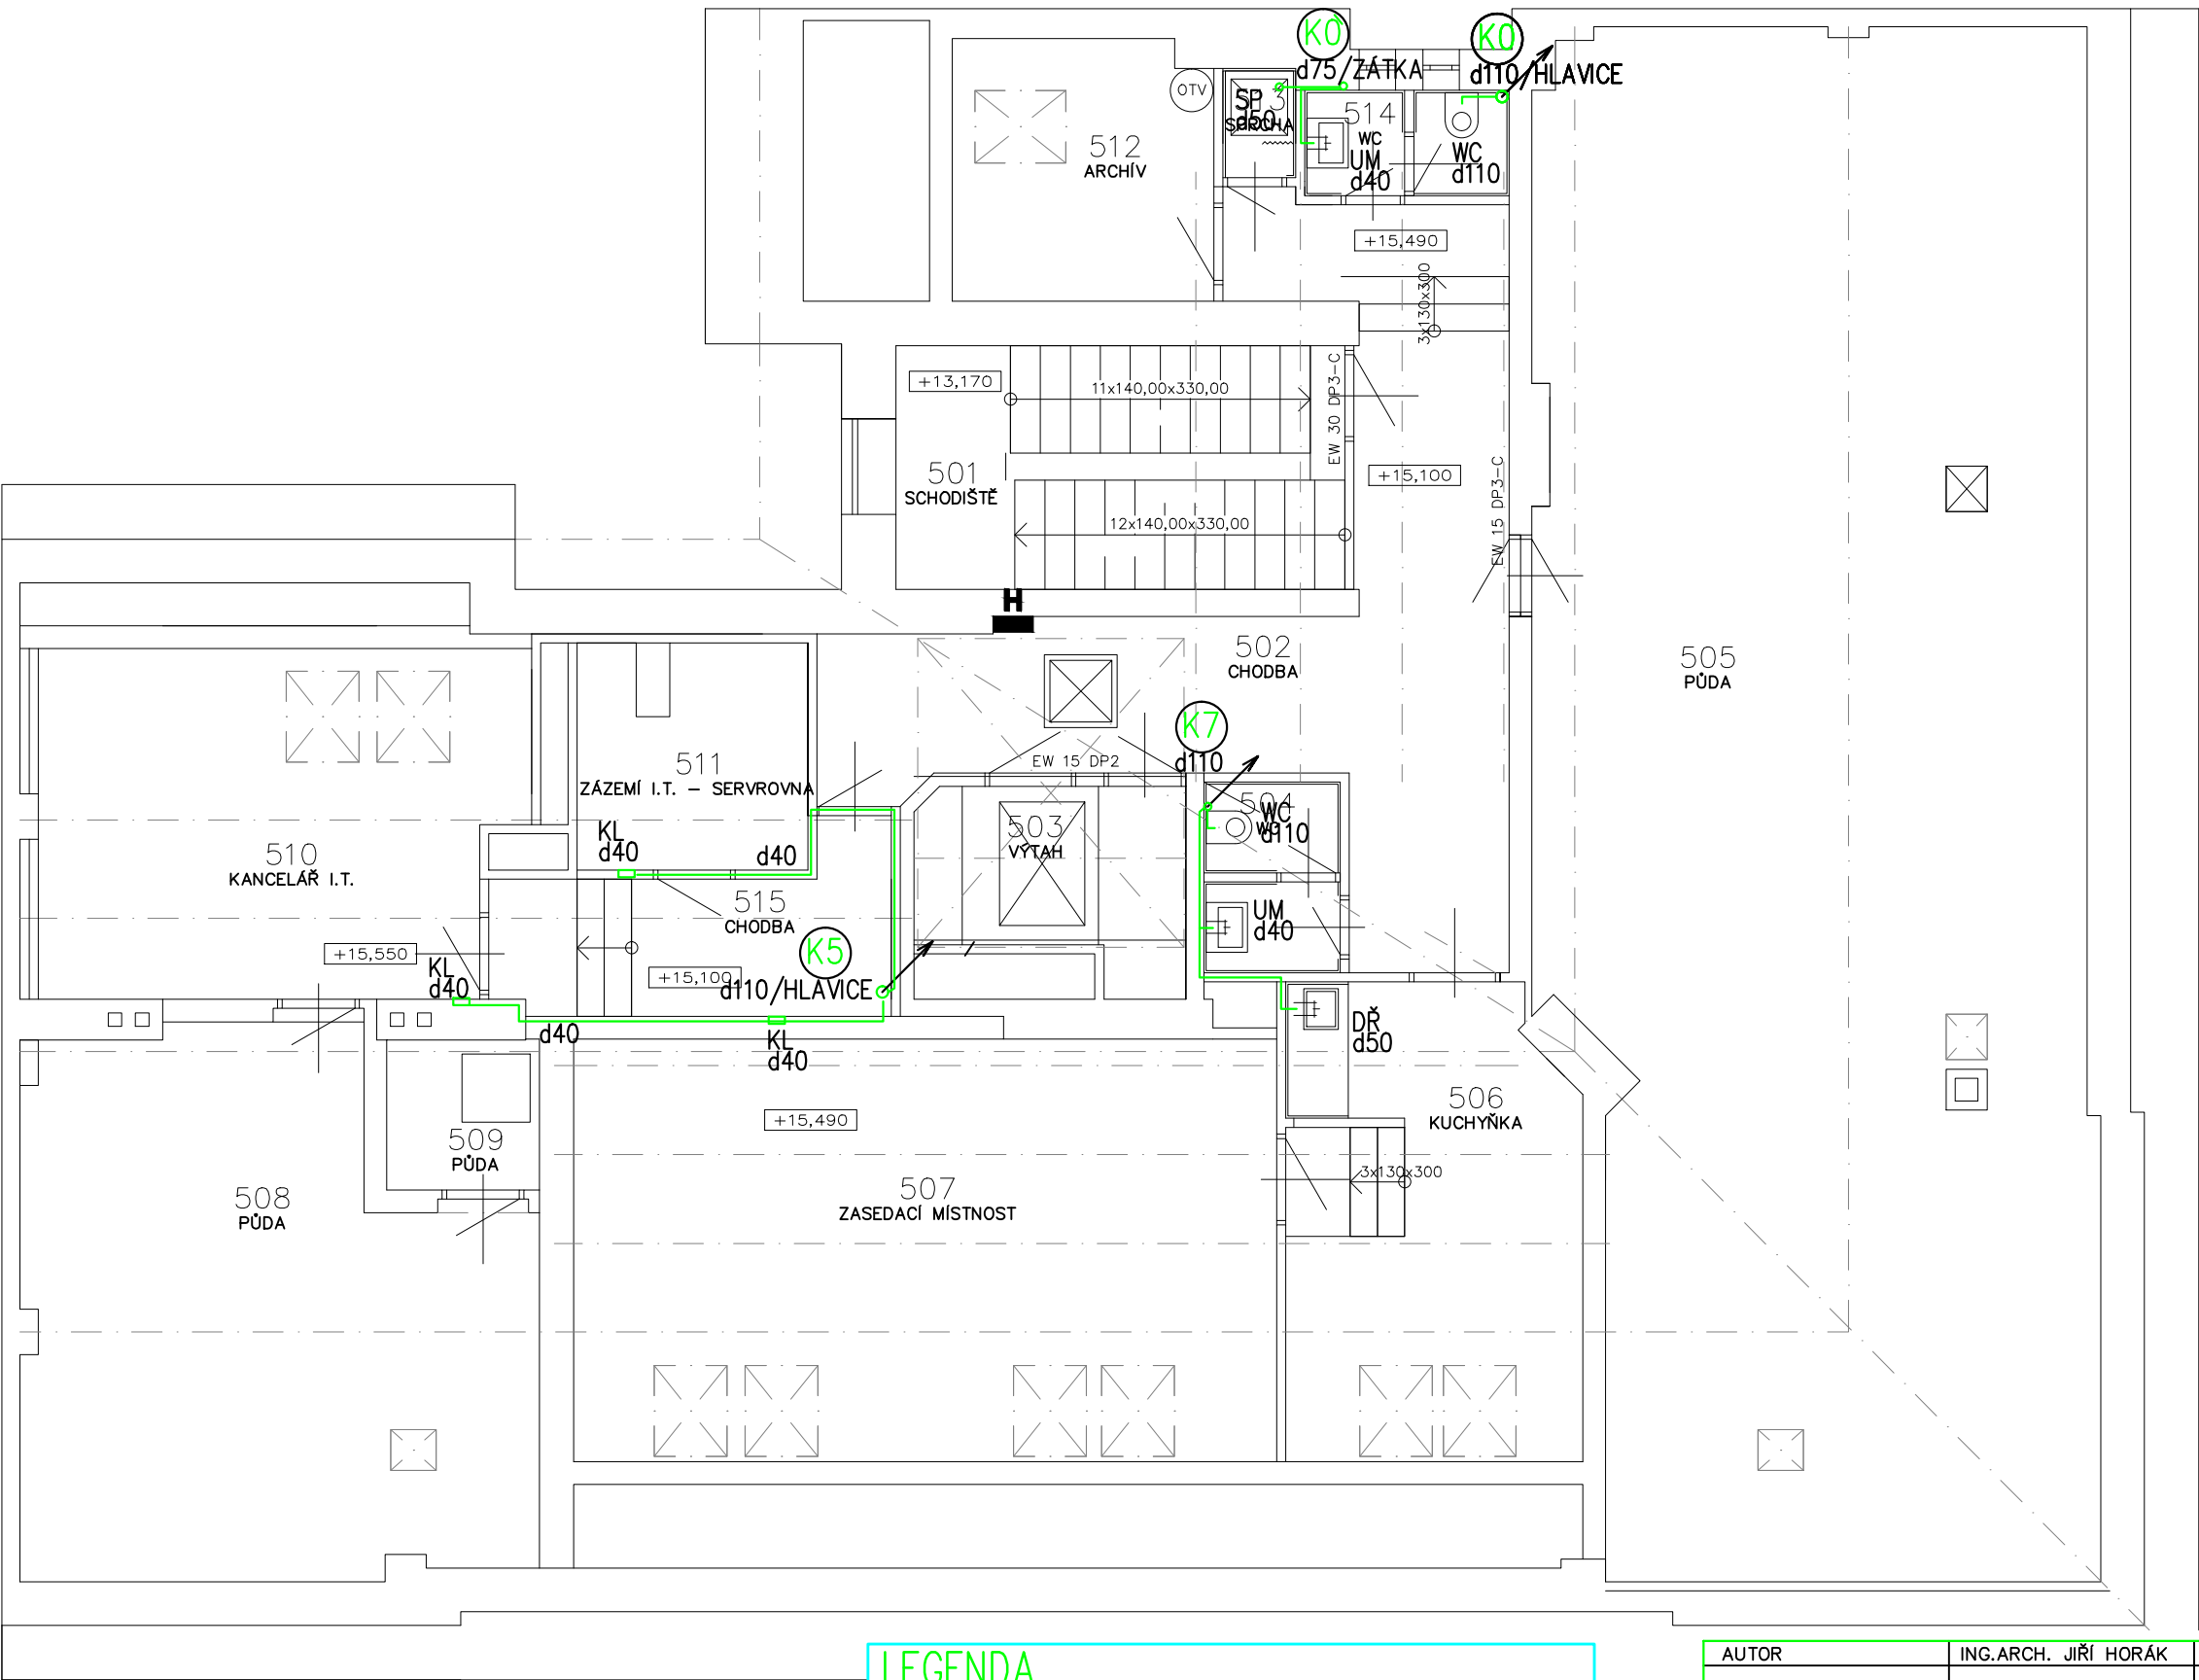 KO
KO
d75/ZÁTKA
d110/HLAVICE
OTV
SP
d50
SPRCHA
514
WC
UM
d40
WC
d110
512
ARCHÍV
+15,490
3x130x300
+13,170
11x140,00x330,00
EW 30 DP3-C
501
SCHODIŠTĚ
+15,100
EW 15 DP3-C
12x140,00x330,00
H
502
CHODBA
505
PŮDA
K7
d110
EW 15 DP2
511
ZÁZEMÍ I.T. - SERVROVNA
504
WC
WC
d110
503
VÝTAH
KL
d40
d40
510
KANCELÁŘ I.T.
515
CHODBA
UM
d40
K5
+15,550
KL
d40
+15,100
d110/HLAVICE
d40
KL
d40
DŘ
d50
506
KUCHYŇKA
+15,490
509
PŮDA
3x130x300
508
PŮDA
507
ZASEDACÍ MÍSTNOST
LEGENDA
AUTOR
ING.ARCH. JIŘÍ HORÁK